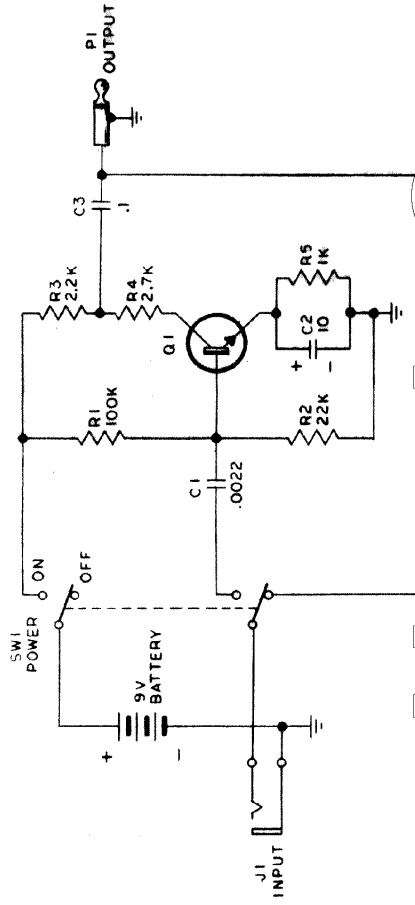 SW1
POWER
ON
OFF
9V
BATTERY
+
-
J1
INPUT
R1
100K
C1
.0022
R2
22K
R3
2.2K
R4
2.7K
Q1
C3
.1
P1
OUTPUT
+
C2
10
-
R5
1K